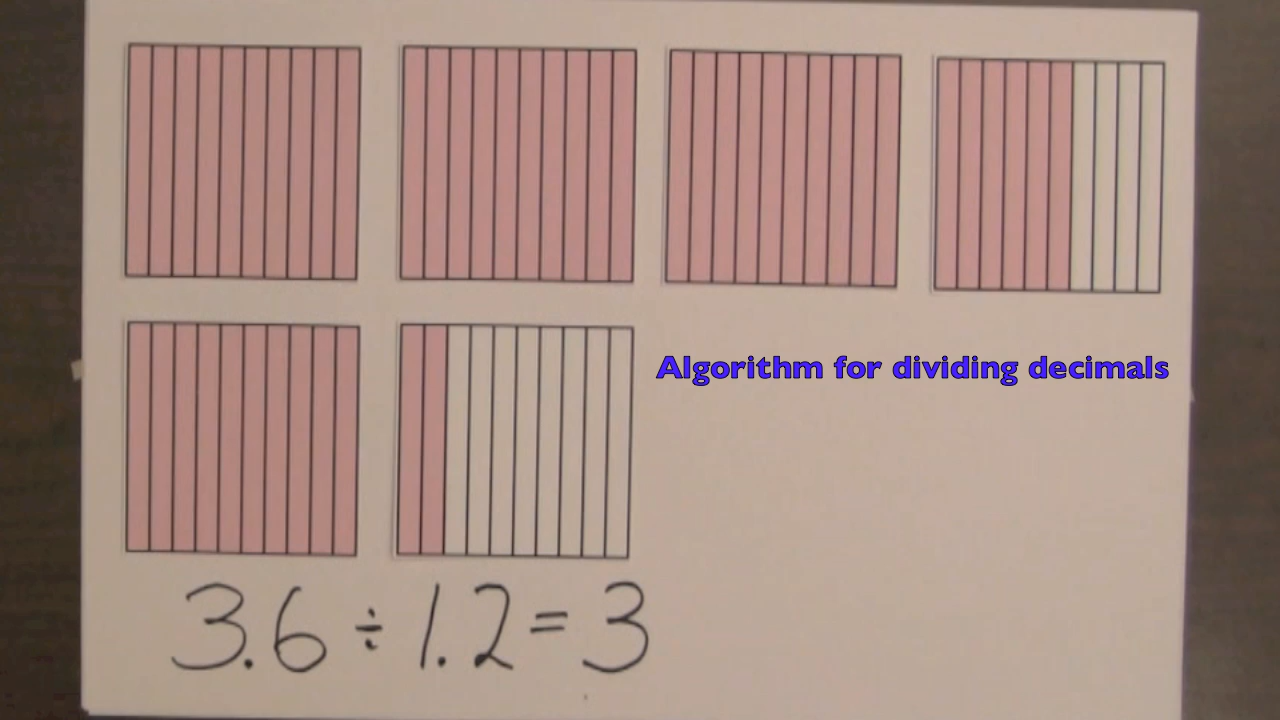 Algorithm for dividing decimals
3.6 ÷ 1.2 = 3